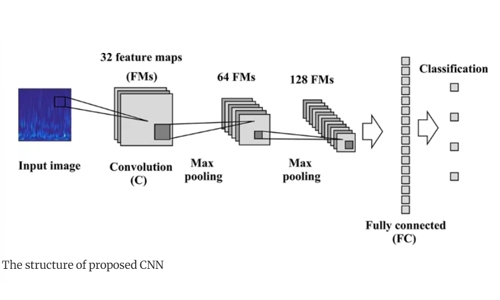 32 feature maps
(FMs)
64 FMs
128 FMs
Classification
Input image
Convolution
(C)
Max
pooling
Max
pooling
Fully connected
(FC)
The structure of proposed CNN